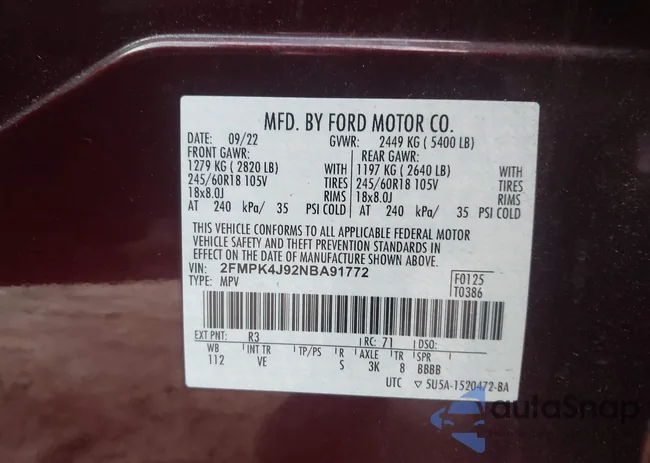 MFD. BY FORD MOTOR CO.
DATE: 09/22 GVWR: 2449 KG ( 5400 LB)
FRONT GAWR: REAR GAWR:
1279 KG ( 2820 LB) WITH 1197 KG ( 2640 LB) WITH
245/60R18 105V TIRES 245/60R18 105V TIRES
18x8.0J RIMS 18x8.0J RIMS
AT 240 kPa/ 35 PSI COLD AT 240 kPa/ 35 PSI COLD
THIS VEHICLE CONFORMS TO ALL APPLICABLE FEDERAL MOTOR
VEHICLE SAFETY AND THEFT PREVENTION STANDARDS IN
EFFECT ON THE DATE OF MANUFACTURE SHOWN ABOVE.
VIN: 2FMPK4J92NBA91772
TYPE: MPV
F0125
T0386
EXT PNT: R3 RC: 71 DSO:
WB INT TR TP/PS R AXLE TR SPR
112 VE S 3K 8 BBBB
UTC ▽ 5U5A-1520472-BA
autoSnap